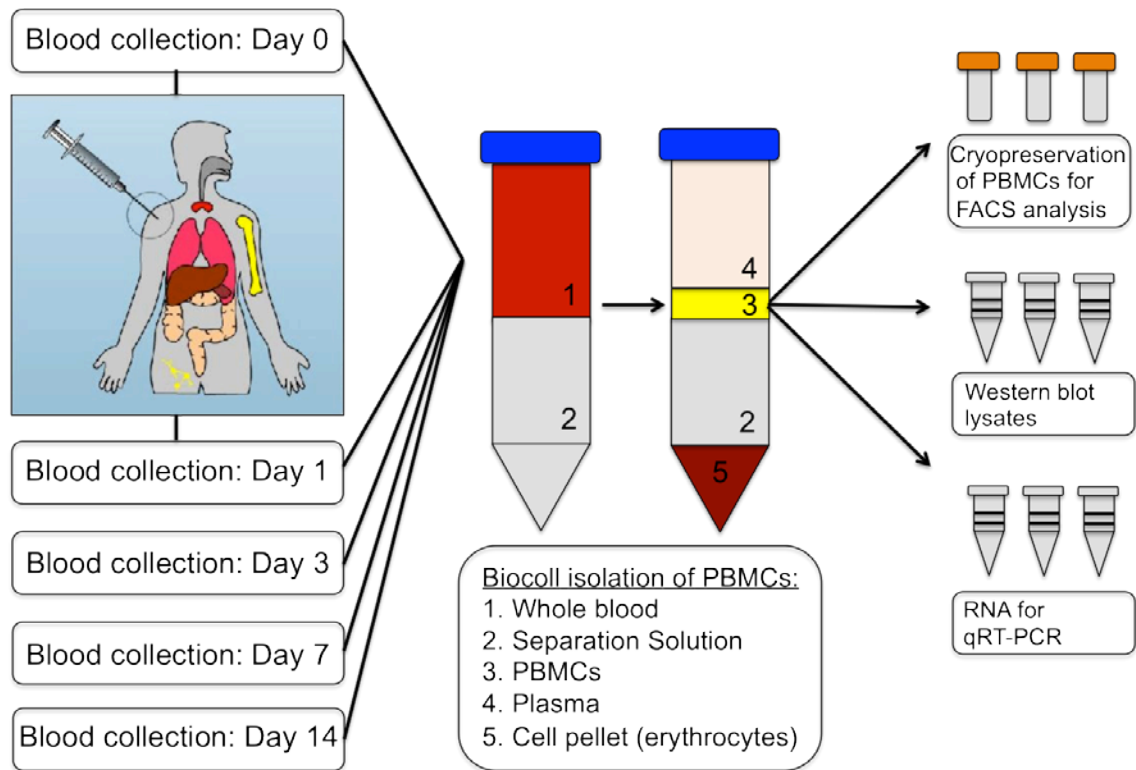 Blood collection: Day 0
Blood collection: Day 1
Blood collection: Day 3
Blood collection: Day 7
Blood collection: Day 14
1
2
4
3
2
5
Biocoll isolation of PBMCs:
1. Whole blood
2. Separation Solution
3. PBMCs
4. Plasma
5. Cell pellet (erythrocytes)
Cryopreservation
of PBMCs for
FACS analysis
Western blot
lysates
RNA for
qRT-PCR